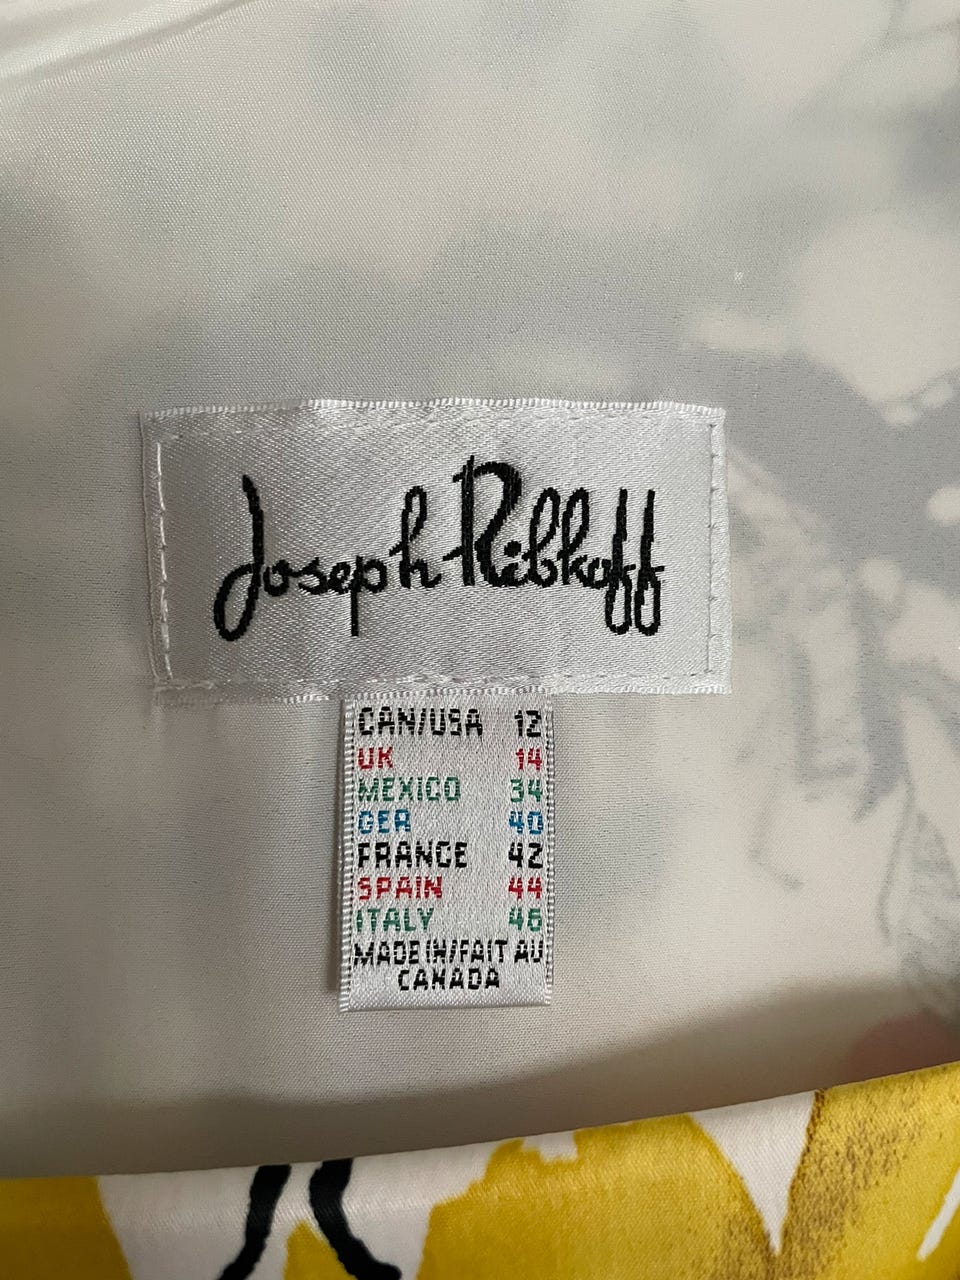 Joseph Ribkoff
CAN/USA 12
UK 14
MEXICO 34
GER 40
FRANCE 42
SPAIN 44
ITALY 46
MADE IN/FAIT AU
CANADA